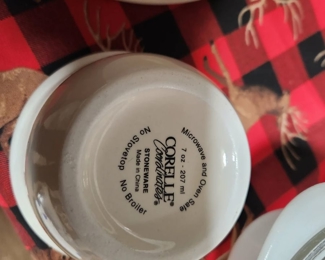 Microwave and Oven Safe
7 oz - 207 ml
CORELLE®
Coordinates®
STONEWARE
Made in China
No Stovetop No Broiler